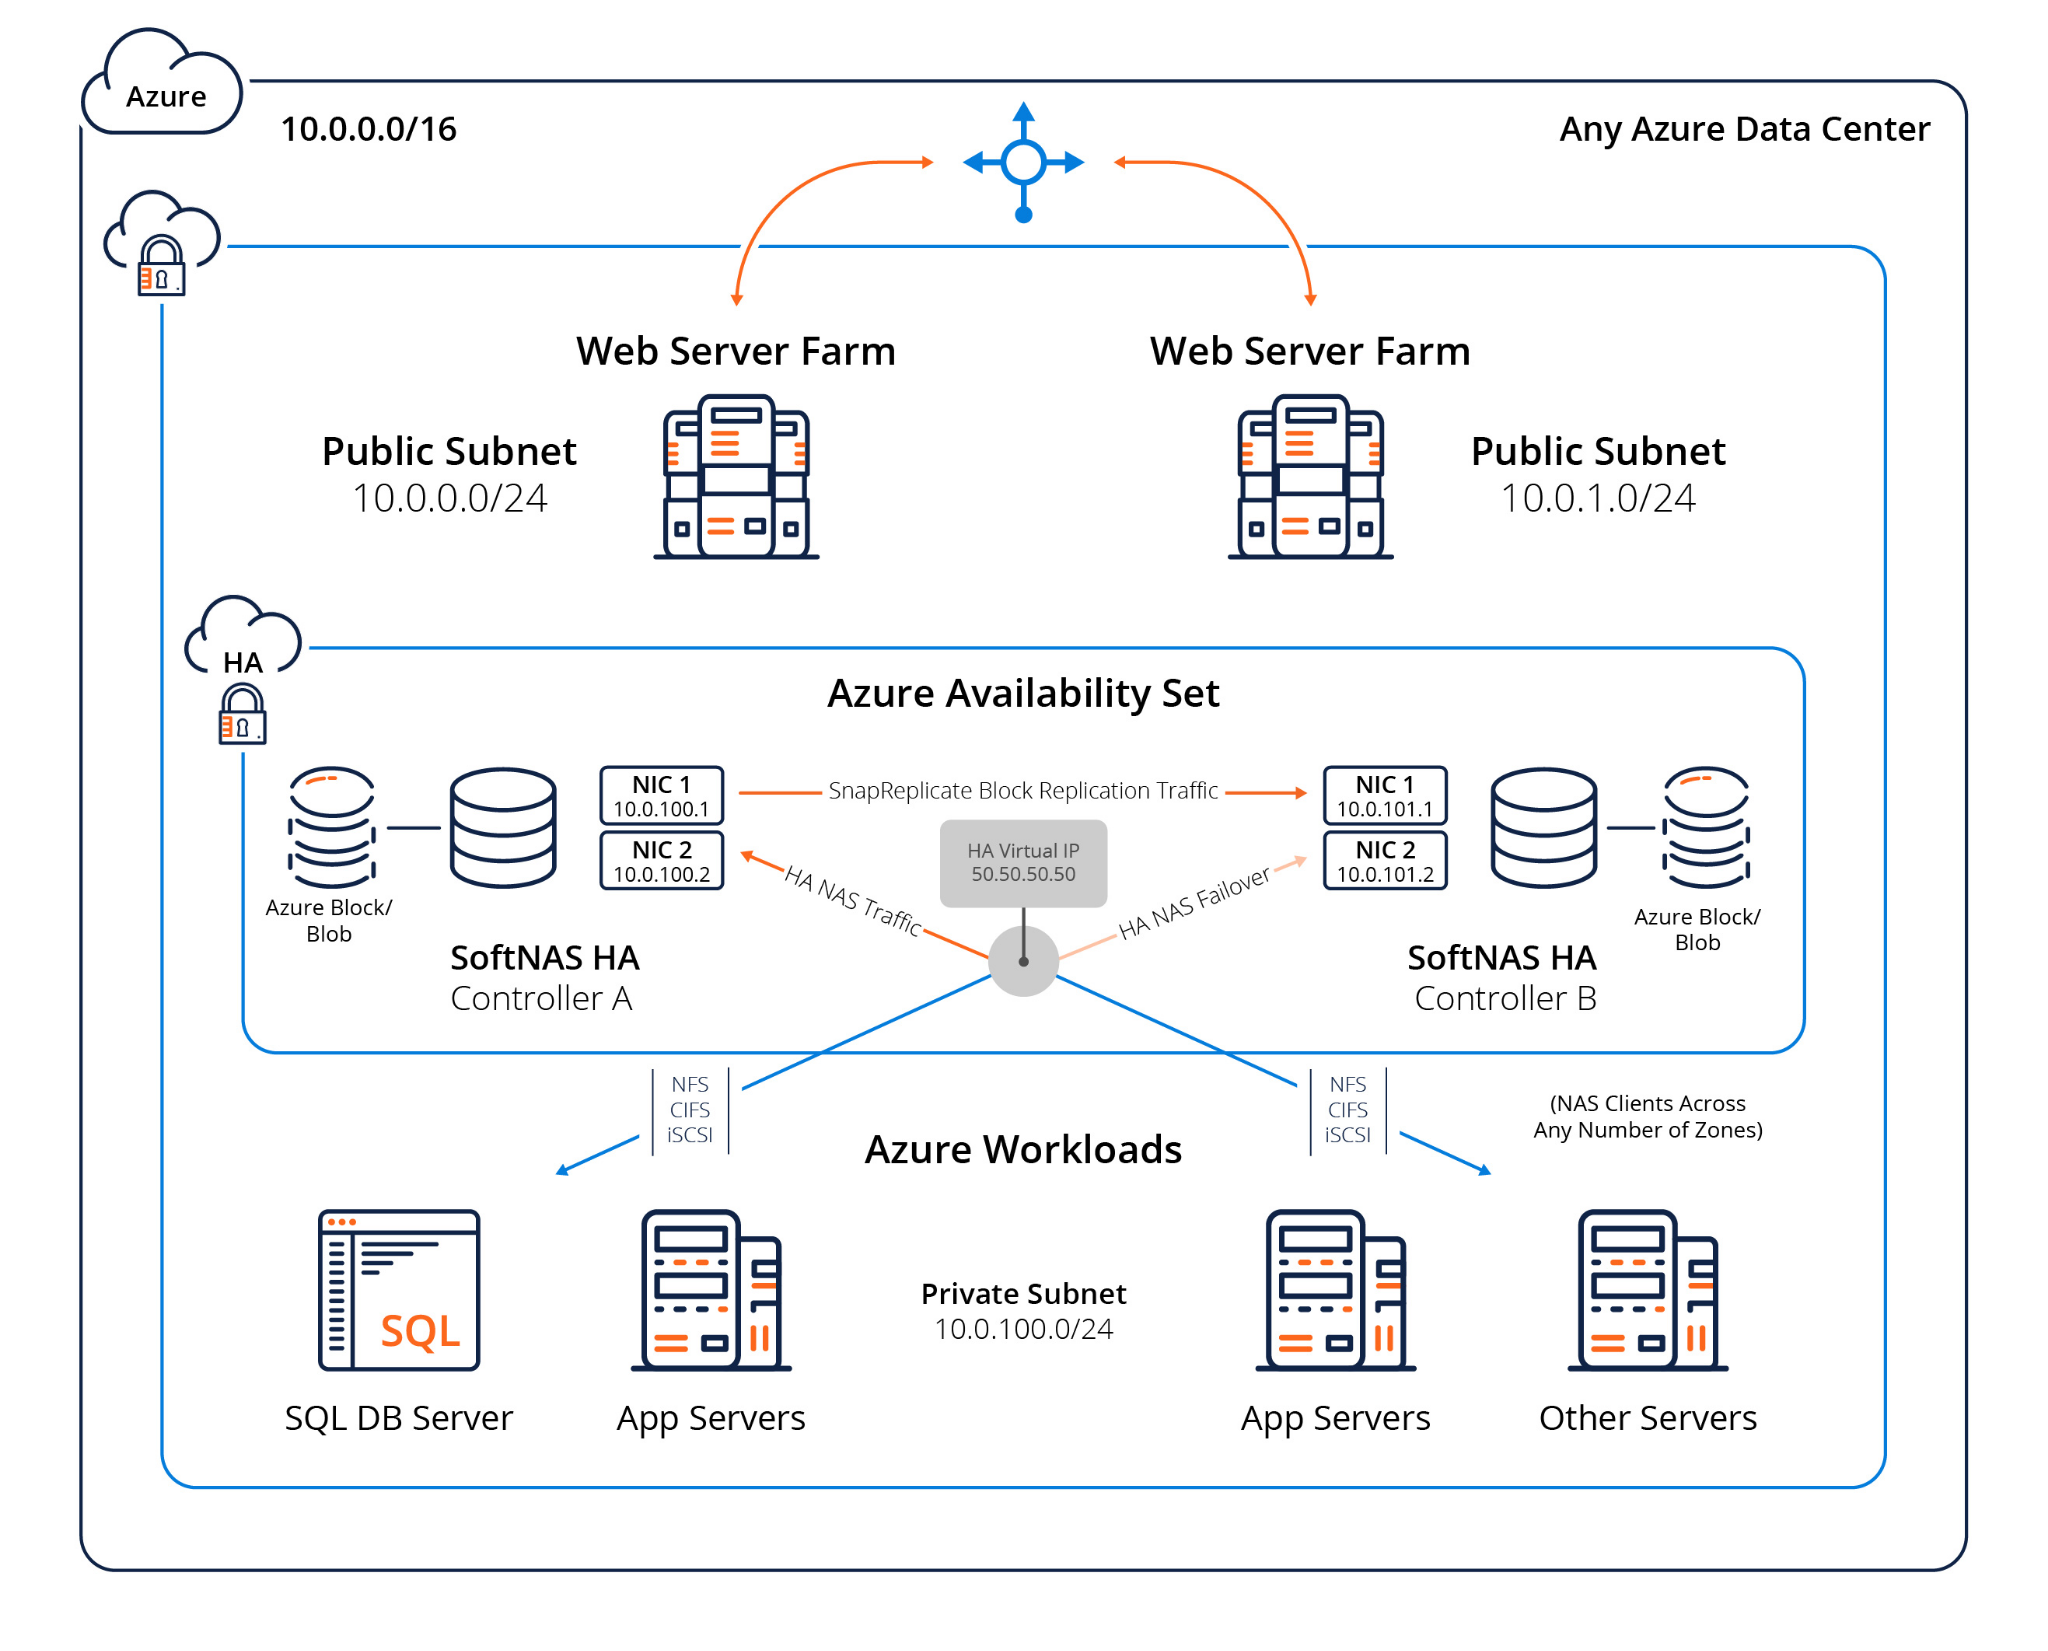 Azure
10.0.0.0/16
Any Azure Data Center
Web Server Farm
Web Server Farm
Public Subnet
10.0.0.0/24
Public Subnet
10.0.1.0/24
HA
Azure Availability Set
NIC 1
10.0.100.1
NIC 2
10.0.100.2
SnapReplicate Block Replication Traffic
NIC 1
10.0.101.1
NIC 2
10.0.101.2
HA Virtual IP
50.50.50.50
HA NAS Traffic
HA NAS Failover
Azure Block/
Blob
SoftNAS HA
Controller A
SoftNAS HA
Controller B
Azure Block/
Blob
NFS
CIFS
iSCSI
NFS
CIFS
iSCSI
(NAS Clients Across
Any Number of Zones)
Azure Workloads
SQL
Private Subnet
10.0.100.0/24
SQL DB Server
App Servers
App Servers
Other Servers